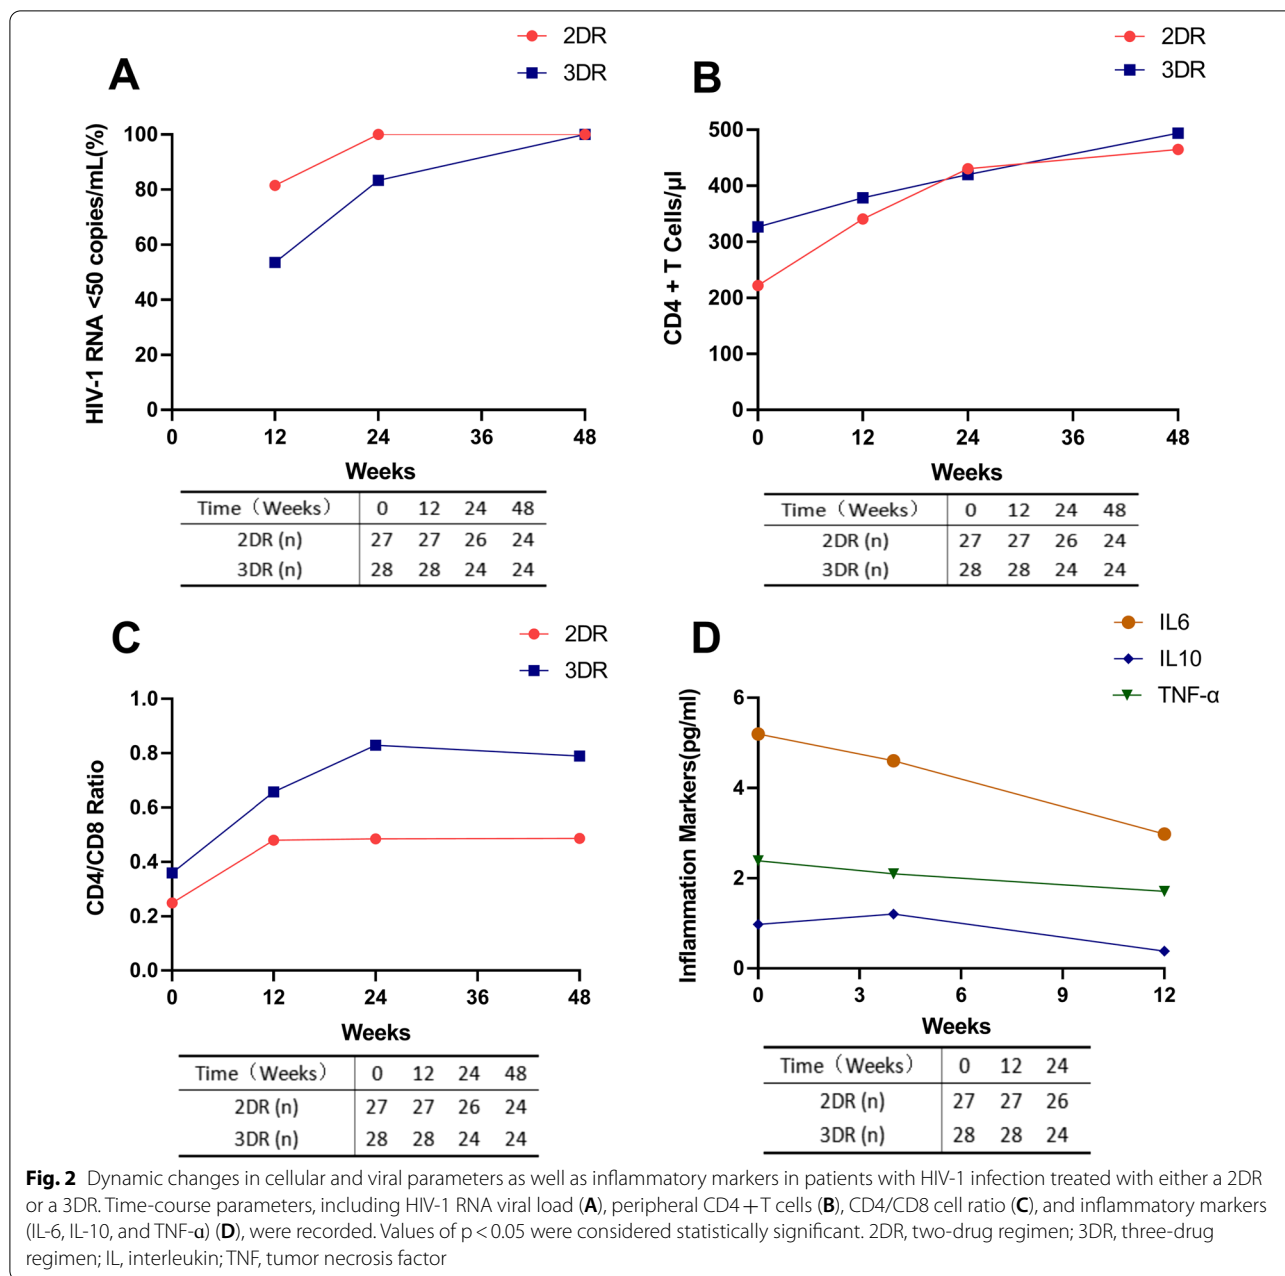 A
2DR
3DR
HIV-1 RNA <50 copies/mL(%)
100
80
60
40
20
0
0 12 24 36 48
Weeks
Time（Weeks） 0 12 24 48
2DR (n) 27 27 26 24
3DR (n) 28 28 24 24
B
2DR
3DR
CD4 + T Cells/µl
500
400
300
200
100
0
0 12 24 36 48
Weeks
Time（Weeks） 0 12 24 48
2DR (n) 27 27 26 24
3DR (n) 28 28 24 24
C
2DR
3DR
CD4/CD8 Ratio
1.0
0.8
0.6
0.4
0.2
0.0
0 12 24 36 48
Weeks
Time（Weeks） 0 12 24 48
2DR (n) 27 27 26 24
3DR (n) 28 28 24 24
D
IL6
IL10
TNF-α
Inflammation Markers(pg/ml)
6
4
2
0
0 3 6 9 12
Weeks
Time（Weeks） 0 12 24
2DR (n) 27 27 26
3DR (n) 28 28 24
Fig. 2 Dynamic changes in cellular and viral parameters as well as inflammatory markers in patients with HIV-1 infection treated with either a 2DR
or a 3DR. Time-course parameters, including HIV-1 RNA viral load (A), peripheral CD4 + T cells (B), CD4/CD8 cell ratio (C), and inflammatory markers
(IL-6, IL-10, and TNF-α) (D), were recorded. Values of p < 0.05 were considered statistically significant. 2DR, two-drug regimen; 3DR, three-drug
regimen; IL, interleukin; TNF, tumor necrosis factor